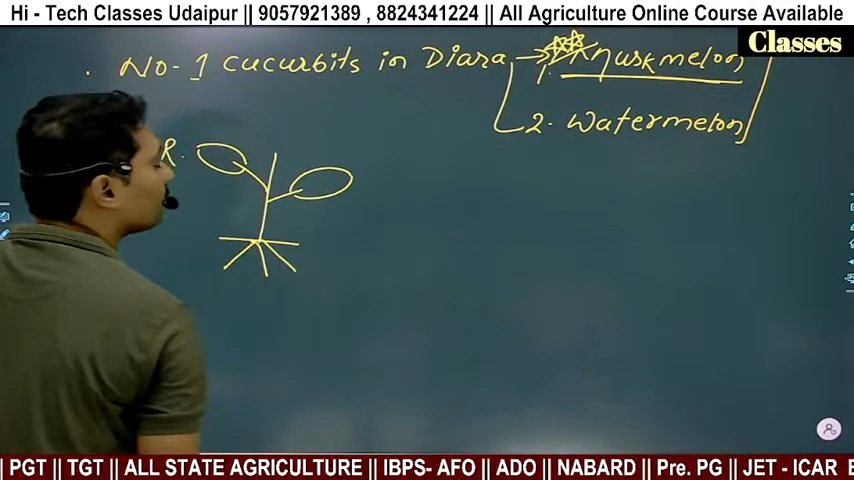 Hi - Tech Classes Udaipur || 9057921389 , 8824341224 || All Agriculture Online Course Available
Classes
. No-1 cucurbits in Diara → 1. Muskmelon
2. Watermelon
R.
| PGT || TGT || ALL STATE AGRICULTURE || IBPS- AFO || ADO || NABARD || Pre. PG || JET - ICAR